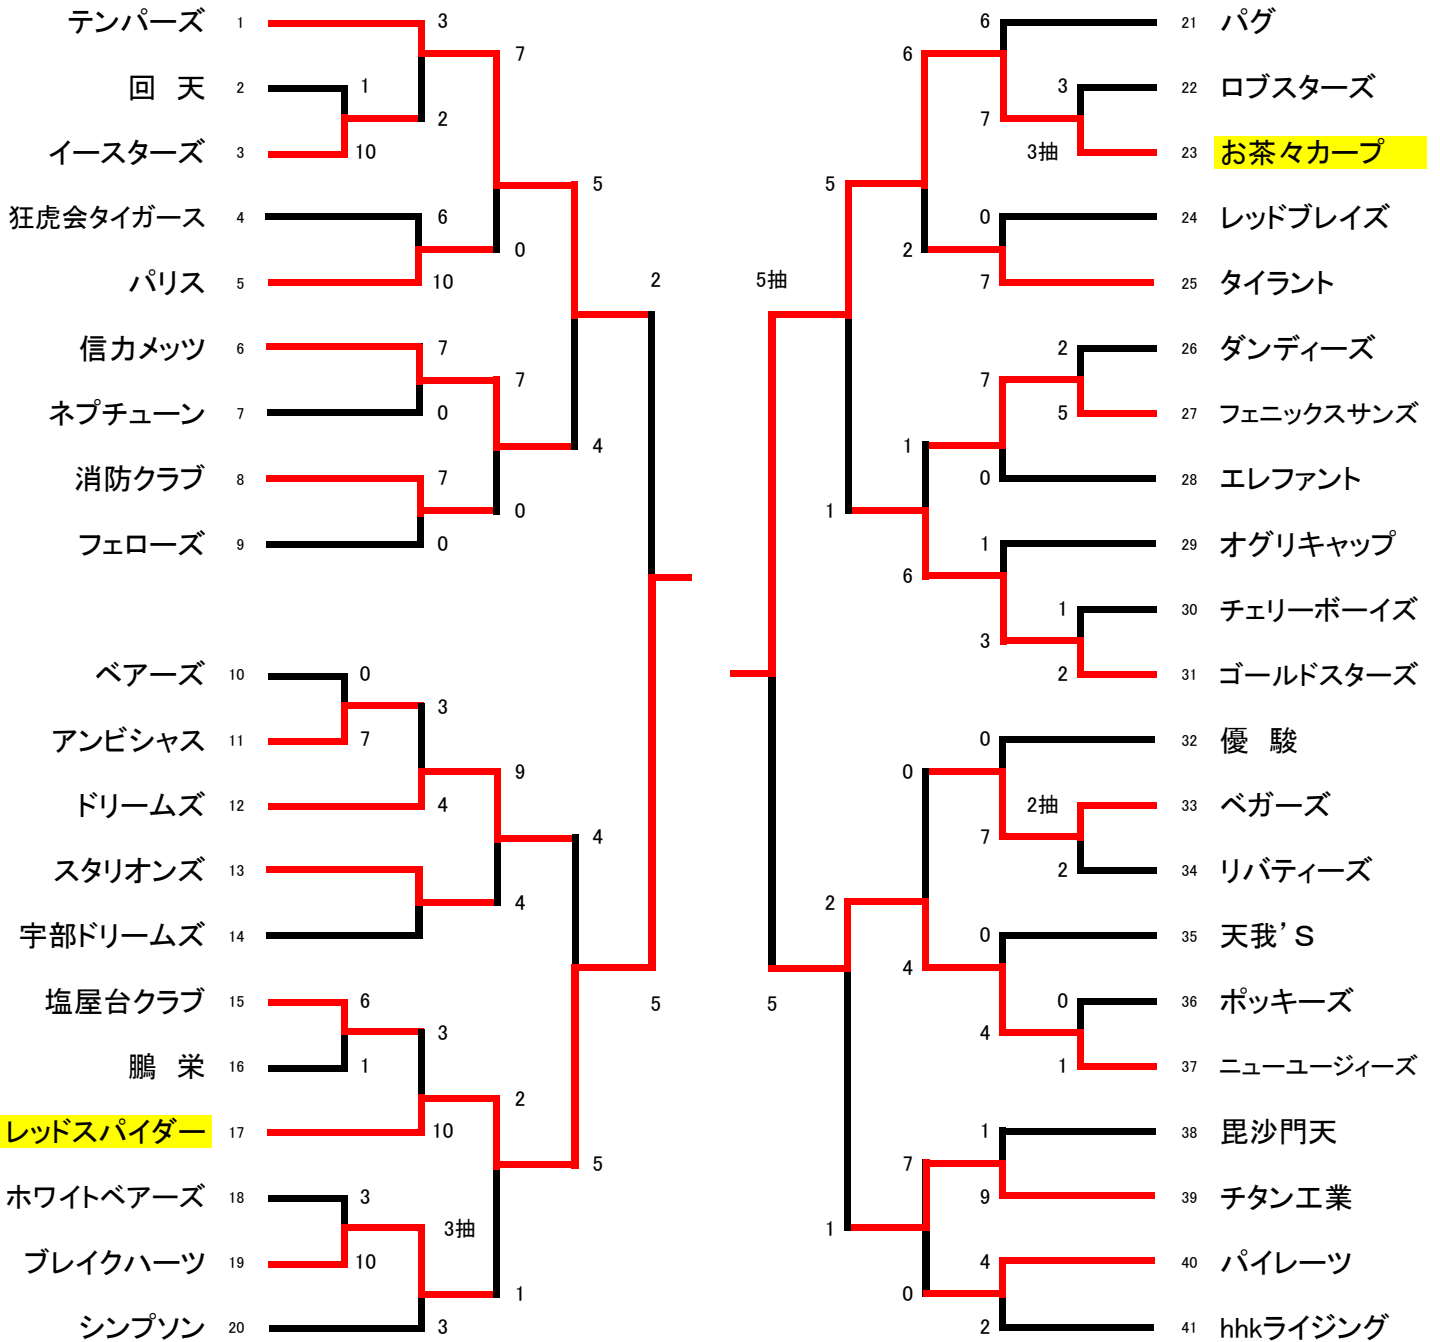 テンパーズ 1 3
7
回　天 2 1
2
イースターズ 3 10
5
狂虎会タイガース 4 6
0
パリス 5 10
2
信力メッツ 6 7
7
ネプチューン 7 0
4
消防クラブ 8 7
0
フェローズ 9 0
ベアーズ 10 0
3
アンビシャス 11 7
9
ドリームズ 12 4
4
スタリオンズ 13
4
宇部ドリームズ 14
塩屋台クラブ 15 6
5
3
鵬　栄 16 1
2
レッドスパイダー 17 10
5
ホワイトベアーズ 18 3
3抽
ブレイクハーツ 19 10
1
シンプソン 20 3
6 21 パグ
6
3 22 ロブスターズ
7
3抽 23 お茶々カープ
5
0 24 レッドブレイズ
2
7 25 タイラント
5抽
2 26 ダンディーズ
7
5 27 フェニックスサンズ
1
0 28 エレファント
1
1 29 オグリキャップ
6
1 30 チェリーボーイズ
3
2 31 ゴールドスターズ
0 32 優　駿
0
2抽 33 ベガーズ
7
2 34 リバティーズ
2
0 35 天我’S
4
0 36 ポッキーズ
5
4
1 37 ニューユージィーズ
1 38 毘沙門天
7
9 39 チタン工業
1
4 40 パイレーツ
0
2 41 hhkライジング